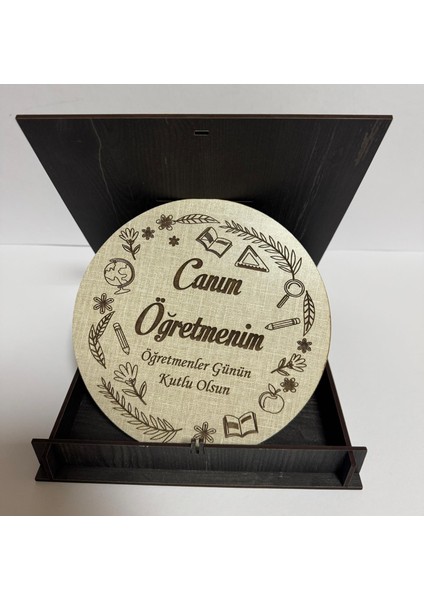 Canım
Öğretmenim
Öğretmenler Günün
Kutlu Olsun